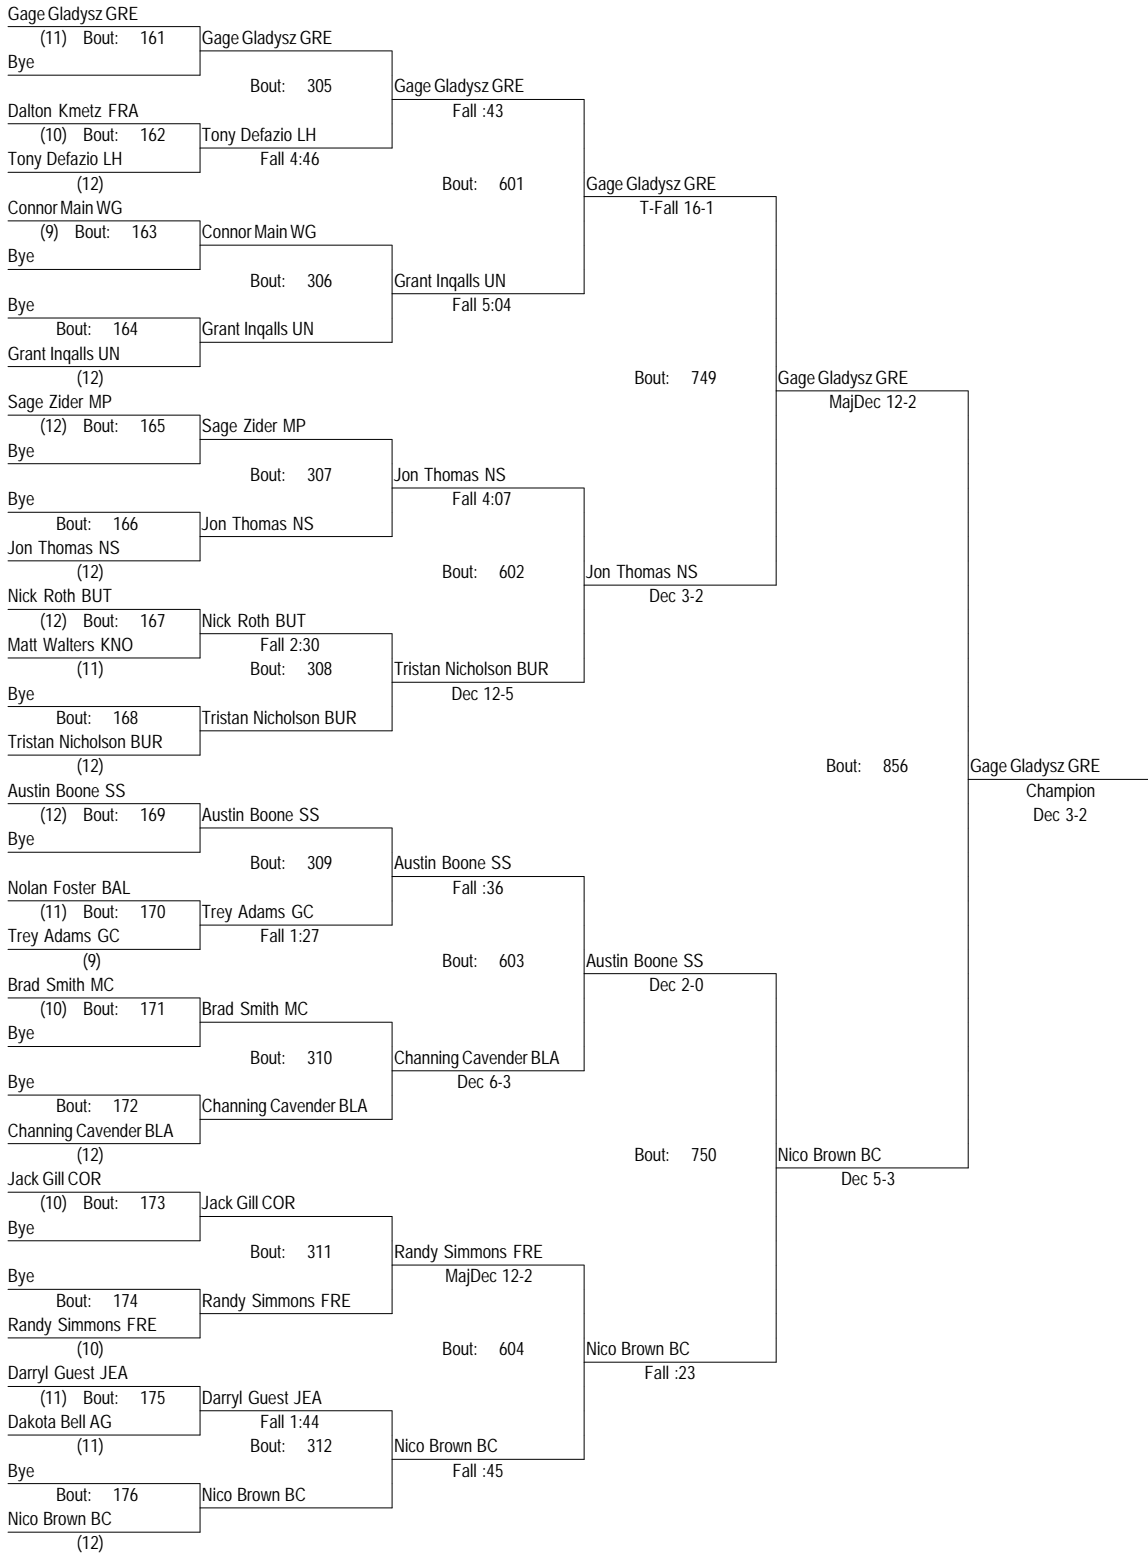 Gage Gladysz GRE
(11) Bout: 161 Gage Gladysz GRE
Bye
Bout: 305 Gage Gladysz GRE
Dalton Kmetz FRA Fall :43
(10) Bout: 162 Tony Defazio LH
Tony Defazio LH Fall 4:46
(12) Bout: 601 Gage Gladysz GRE
Connor Main WG T-Fall 16-1
(9) Bout: 163 Connor Main WG
Bye
Bout: 306 Grant Inqalls UN
Bye Fall 5:04
Bout: 164 Grant Inqalls UN
Grant Inqalls UN
(12) Bout: 749 Gage Gladysz GRE
Sage Zider MP MajDec 12-2
(12) Bout: 165 Sage Zider MP
Bye
Bout: 307 Jon Thomas NS
Bye Fall 4:07
Bout: 166 Jon Thomas NS
Jon Thomas NS
(12) Bout: 602 Jon Thomas NS
Nick Roth BUT Dec 3-2
(12) Bout: 167 Nick Roth BUT
Matt Walters KNO Fall 2:30
(11) Bout: 308 Tristan Nicholson BUR
Bye Dec 12-5
Bout: 168 Tristan Nicholson BUR
Tristan Nicholson BUR
(12) Bout: 856 Gage Gladysz GRE
Austin Boone SS Champion
(12) Bout: 169 Austin Boone SS Dec 3-2
Bye
Bout: 309 Austin Boone SS
Nolan Foster BAL Fall :36
(11) Bout: 170 Trey Adams GC
Trey Adams GC Fall 1:27
(9) Bout: 603 Austin Boone SS
Brad Smith MC Dec 2-0
(10) Bout: 171 Brad Smith MC
Bye
Bout: 310 Channing Cavender BLA
Bye Dec 6-3
Bout: 172 Channing Cavender BLA
Channing Cavender BLA
(12) Bout: 750 Nico Brown BC
Jack Gill COR Dec 5-3
(10) Bout: 173 Jack Gill COR
Bye
Bout: 311 Randy Simmons FRE
Bye MajDec 12-2
Bout: 174 Randy Simmons FRE
Randy Simmons FRE
(10) Bout: 604 Nico Brown BC
Darryl Guest JEA Fall :23
(11) Bout: 175 Darryl Guest JEA
Dakota Bell AG Fall 1:44
(11) Bout: 312 Nico Brown BC
Bye Fall :45
Bout: 176 Nico Brown BC
Nico Brown BC
(12)